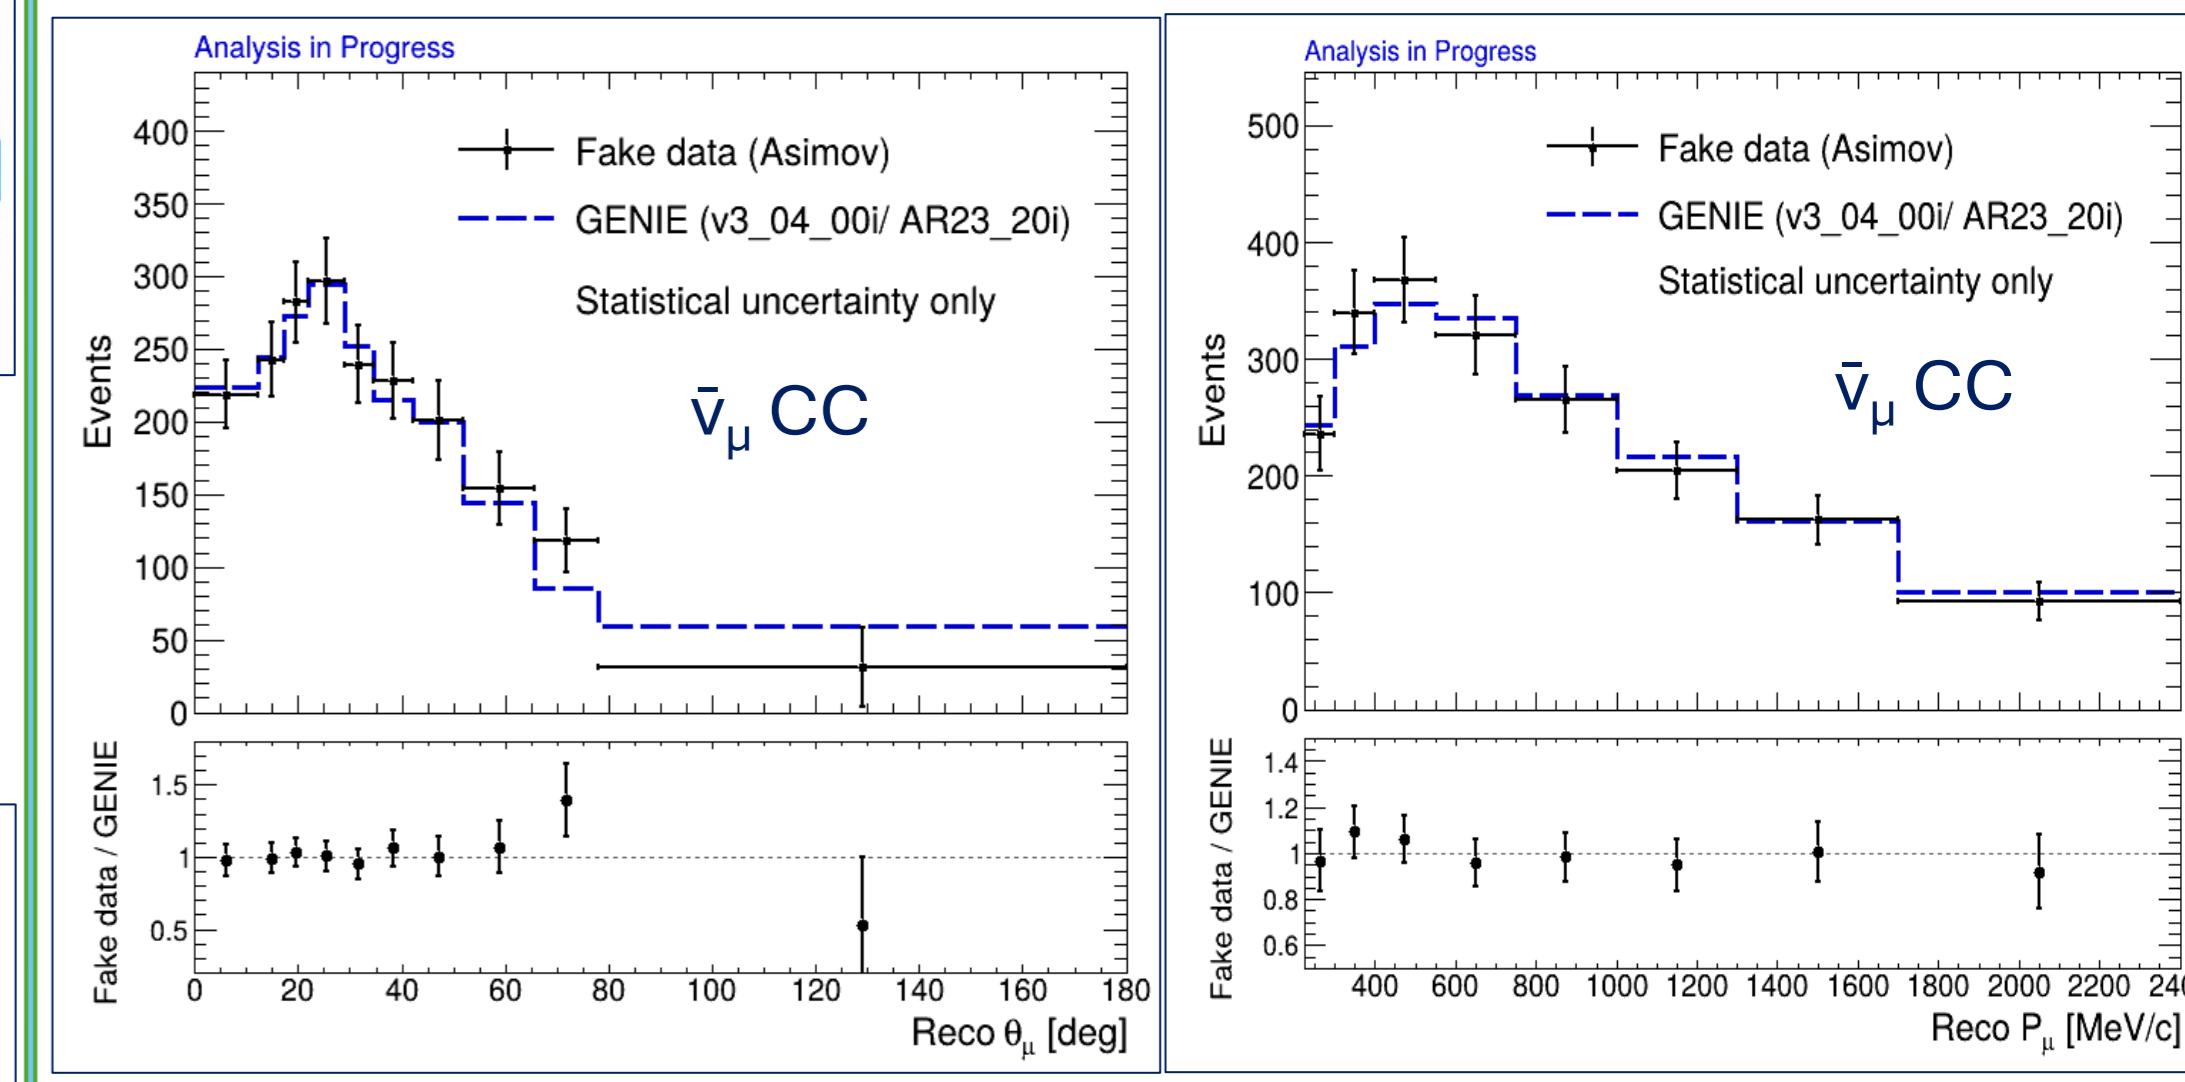 Analysis in Progress
400
350
300
250
200
150
100
50
0
Events
Fake data (Asimov)
GENIE (v3_04_00i/ AR23_20i)
Statistical uncertainty only
ν̄μ CC
1.5
1
0.5
Fake data / GENIE
0 20 40 60 80 100 120 140 160 180
Reco θμ [deg]
Analysis in Progress
500
400
300
200
100
0
Events
Fake data (Asimov)
GENIE (v3_04_00i/ AR23_20i)
Statistical uncertainty only
ν̄μ CC
1.4
1.2
1
0.8
0.6
Fake data / GENIE
400 600 800 1000 1200 1400 1600 1800 2000 2200
Reco Pμ [MeV/c]